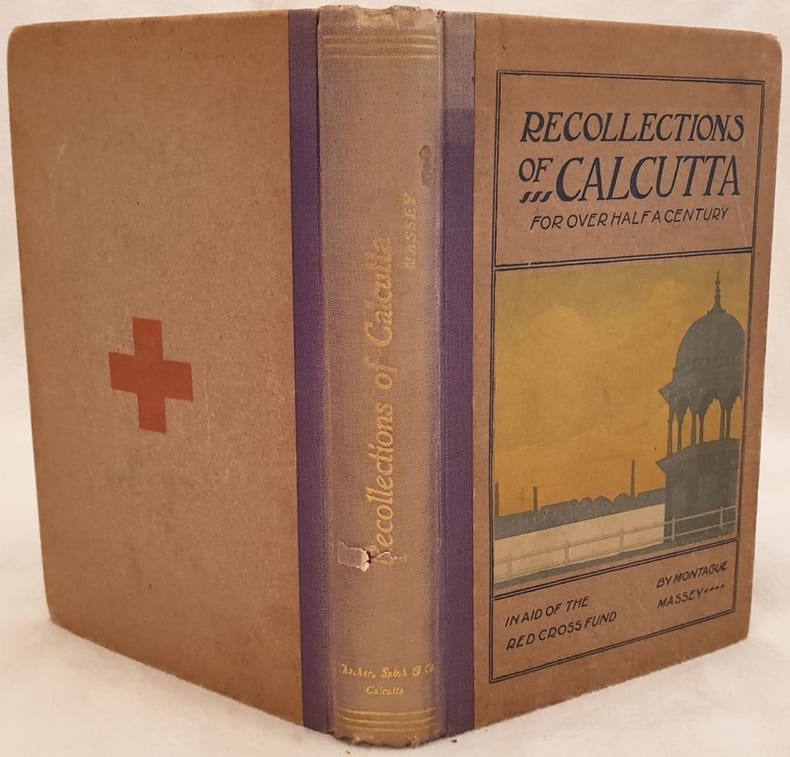 RECOLLECTIONS
OF CALCUTTA
FOR OVER HALF A CENTURY
IN AID OF THE
RED CROSS FUND
BY MONTAGUE
MASSEY
Recollections of Calcutta
MASSEY
Thacker, Spink & Co.
Calcutta